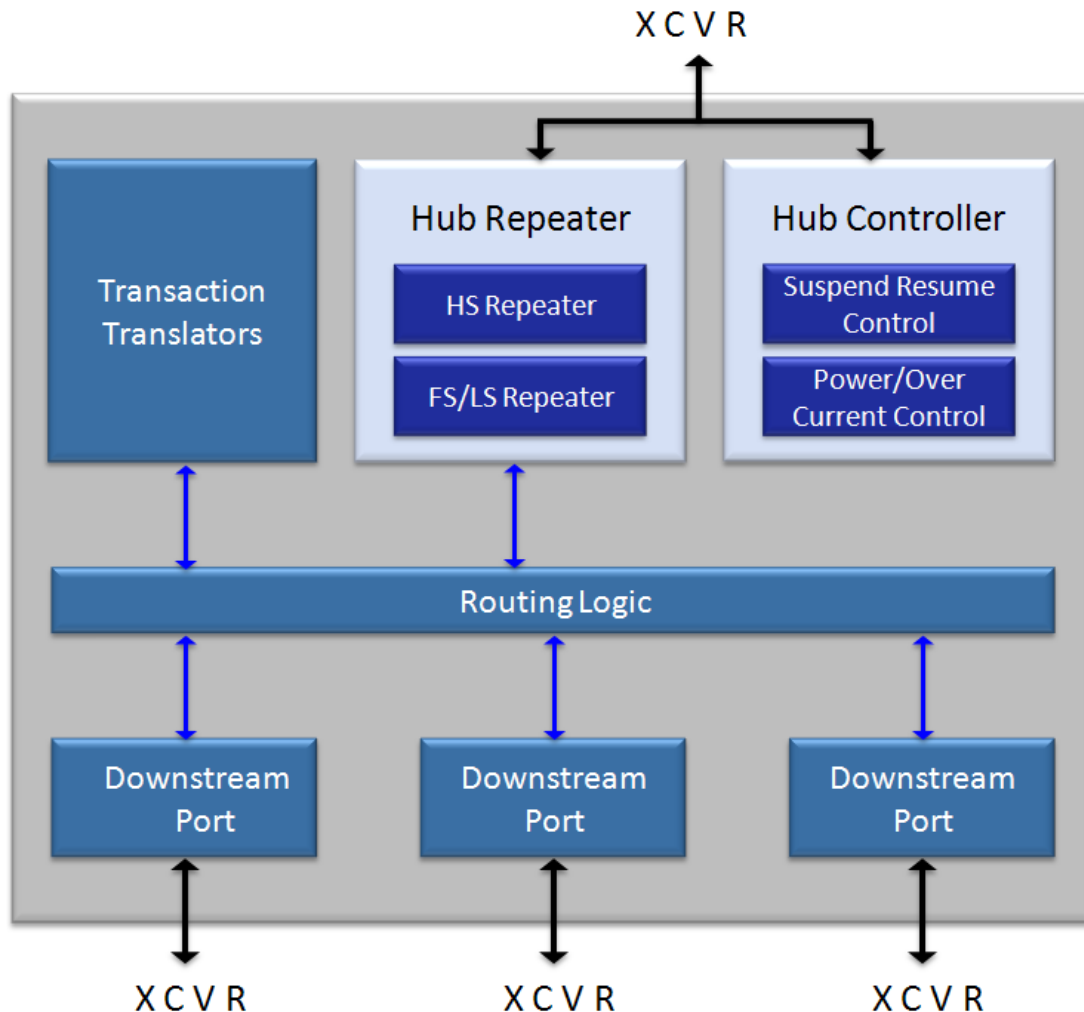 X C V R
Transaction
Translators
Hub Repeater
HS Repeater
FS/LS Repeater
Hub Controller
Suspend Resume
Control
Power/Over
Current Control
Routing Logic
Downstream
Port
Downstream
Port
Downstream
Port
X C V R
X C V R
X C V R